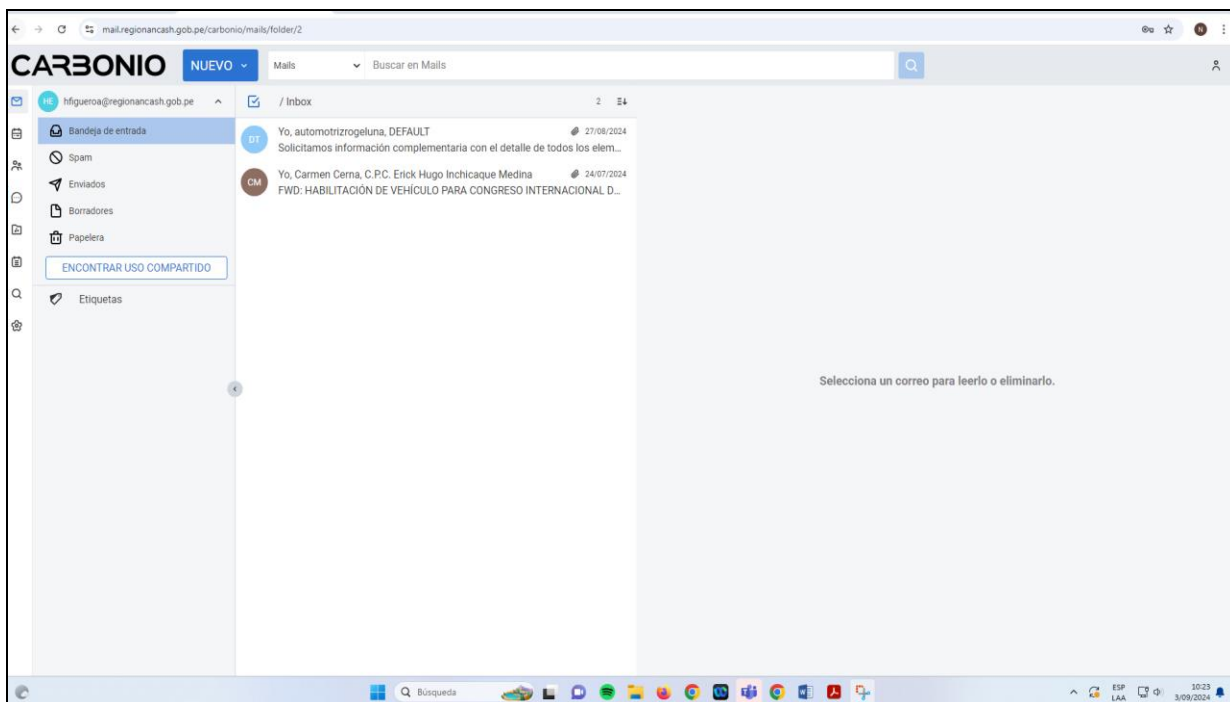 mail.regionancash.gob.pe/carbonio/mails/folder/2
N
CARBONIO
NUEVO
Mails
Buscar en Mails
HE
hfigueroa@regionancash.gob.pe
/ Inbox
2
Bandeja de entrada
Spam
Enviados
Borradores
Papelera
ENCONTRAR USO COMPARTIDO
Etiquetas
DT
Yo, automotrizrogeluna, DEFAULT
27/08/2024
Solicitamos información complementaria con el detalle de todos los elem...
CM
Yo, Carmen Cerna, C.P.C. Erick Hugo Inchicaque Medina
24/07/2024
FWD: HABILITACIÓN DE VEHÍCULO PARA CONGRESO INTERNACIONAL D...
Selecciona un correo para leerlo o eliminarlo.
Búsqueda
ESP
LAA
10:23
3/09/2024